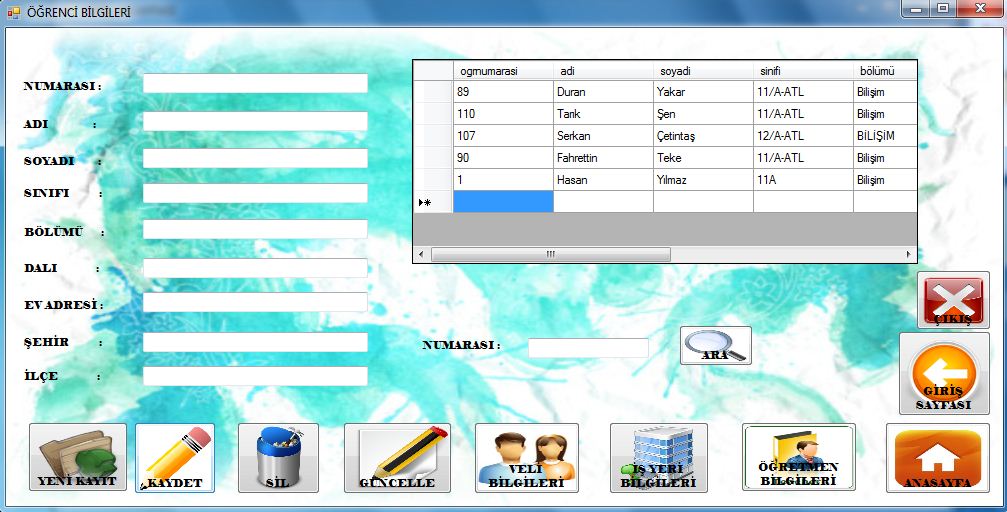 ÖĞRENCİ BİLGİLERİ
NUMARASI :
ADI :
SOYADI :
SINIFI :
BÖLÜMÜ :
DALI :
EV ADRESİ :
ŞEHİR :
İLÇE :
ogrnumarasi adi soyadi sinifi bölümü
89 Duran Yakar 11/A-ATL Bilişim
110 Tarık Şen 11/A-ATL Bilişim
107 Serkan Çetintaş 12/A-ATL BİLİŞİM
90 Fahrettin Teke 11/A-ATL Bilişim
1 Hasan Yılmaz 11A Bilişim
NUMARASI :
ARA
ÇIKIŞ
GİRİŞ
SAYFASI
YENİ KAYIT
KAYDET
SİL
GÜNCELLE
VELİ
BİLGİLERİ
İŞ YERİ
BİLGİLERİ
ÖĞRETMEN
BİLGİLERİ
ANASAYFA